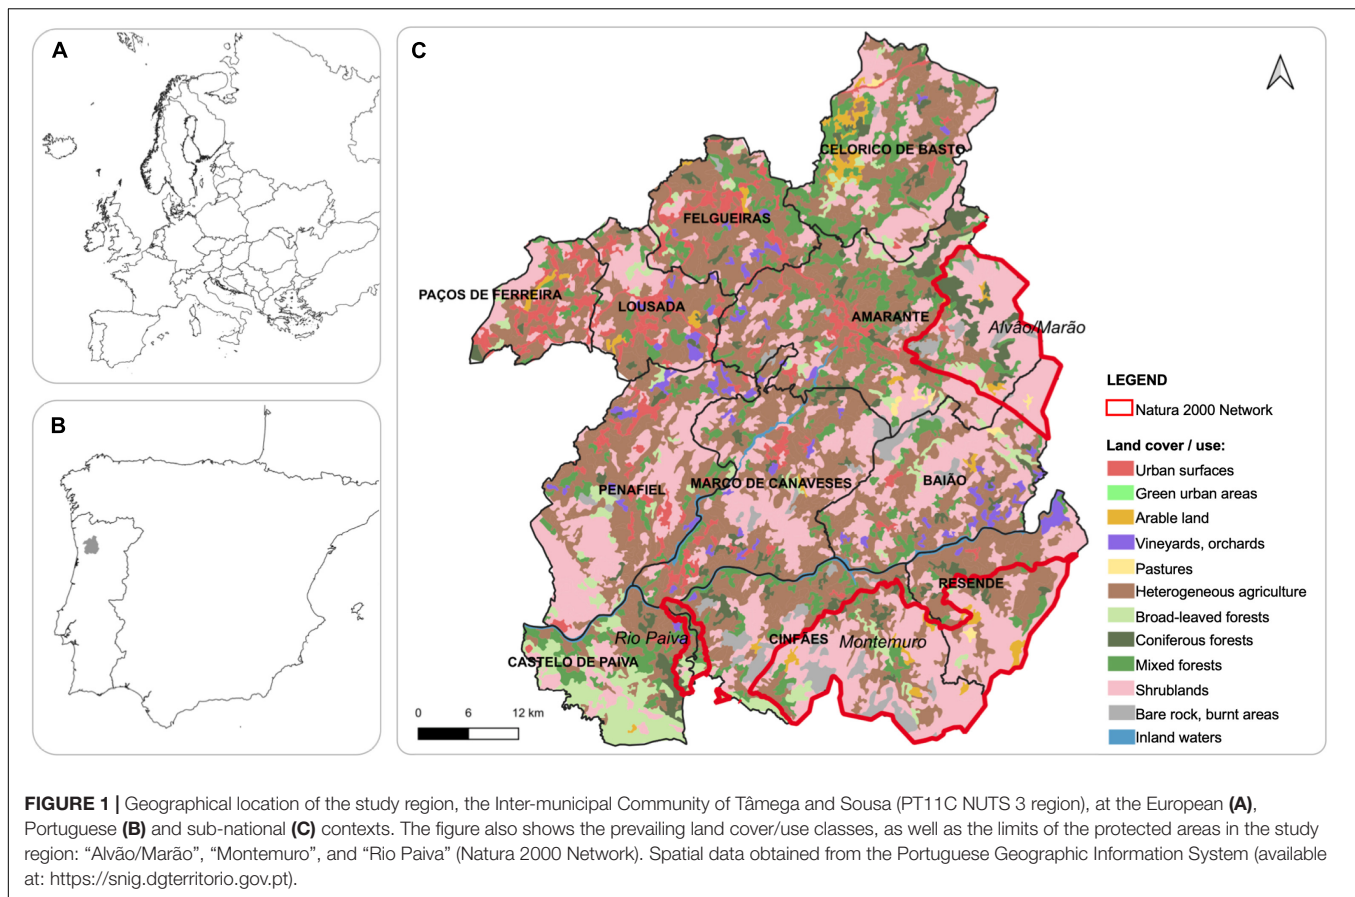 A
B
C
CELORICO DE BASTO
FELGUEIRAS
PAÇOS DE FERREIRA
LOUSADA
AMARANTE
Alvão/Marão
PENAFIEL
MARCO DE CANAVESES
BAIÃO
RESENDE
Rio Paiva
CINFÃES
Montemuro
CASTELO DE PAIVA
0 6 12 km
LEGEND
Natura 2000 Network
Land cover / use:
Urban surfaces
Green urban areas
Arable land
Vineyards, orchards
Pastures
Heterogeneous agriculture
Broad-leaved forests
Coniferous forests
Mixed forests
Shrublands
Bare rock, burnt areas
Inland waters
FIGURE 1 | Geographical location of the study region, the Inter-municipal Community of Tâmega and Sousa (PT11C NUTS 3 region), at the European (A),
Portuguese (B) and sub-national (C) contexts. The figure also shows the prevailing land cover/use classes, as well as the limits of the protected areas in the study
region: “Alvão/Marão”, “Montemuro”, and “Rio Paiva” (Natura 2000 Network). Spatial data obtained from the Portuguese Geographic Information System (available
at: https://snig.dgterritorio.gov.pt).